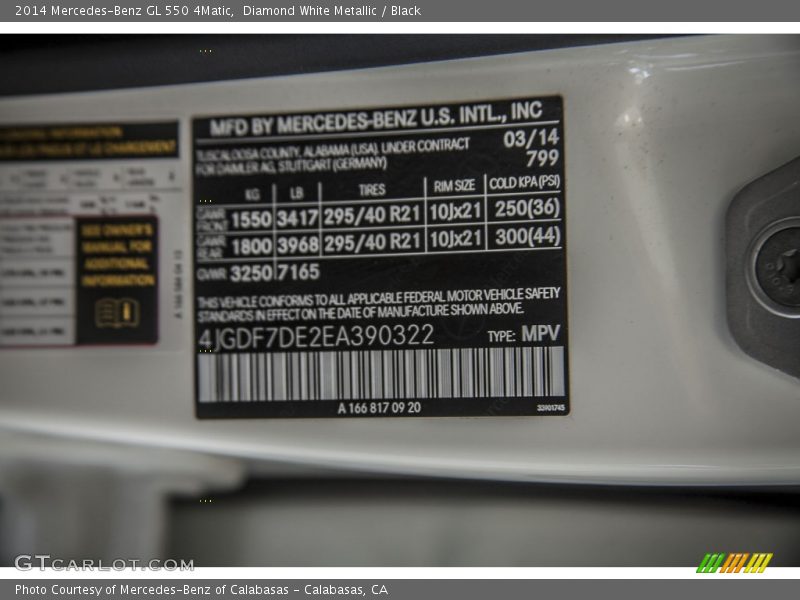 2014 Mercedes-Benz GL 550 4Matic,  Diamond White Metallic / Black
MFD BY MERCEDES-BENZ U.S. INTL., INC
TUSCALOOSA COUNTY, ALABAMA (USA), UNDER CONTRACT 03/14
FOR DAIMLER AG, STUTTGART (GERMANY) 799
KG LB TIRES RIM SIZE COLD KPA (PSI)
GAWR FRONT 1550 3417 295/40 R21 10Jx21 250(36)
GAWR REAR 1800 3968 295/40 R21 10Jx21 300(44)
GVWR 3250 7165
THIS VEHICLE CONFORMS TO ALL APPLICABLE FEDERAL MOTOR VEHICLE SAFETY
STANDARDS IN EFFECT ON THE DATE OF MANUFACTURE SHOWN ABOVE.
4JGDF7DE2EA390322 TYPE: MPV
A 166 817 09 20 33901745
SEE OWNER'S
MANUAL FOR
ADDITIONAL
INFORMATION
GTCARLOT.COM
Photo Courtesy of Mercedes-Benz of Calabasas - Calabasas, CA